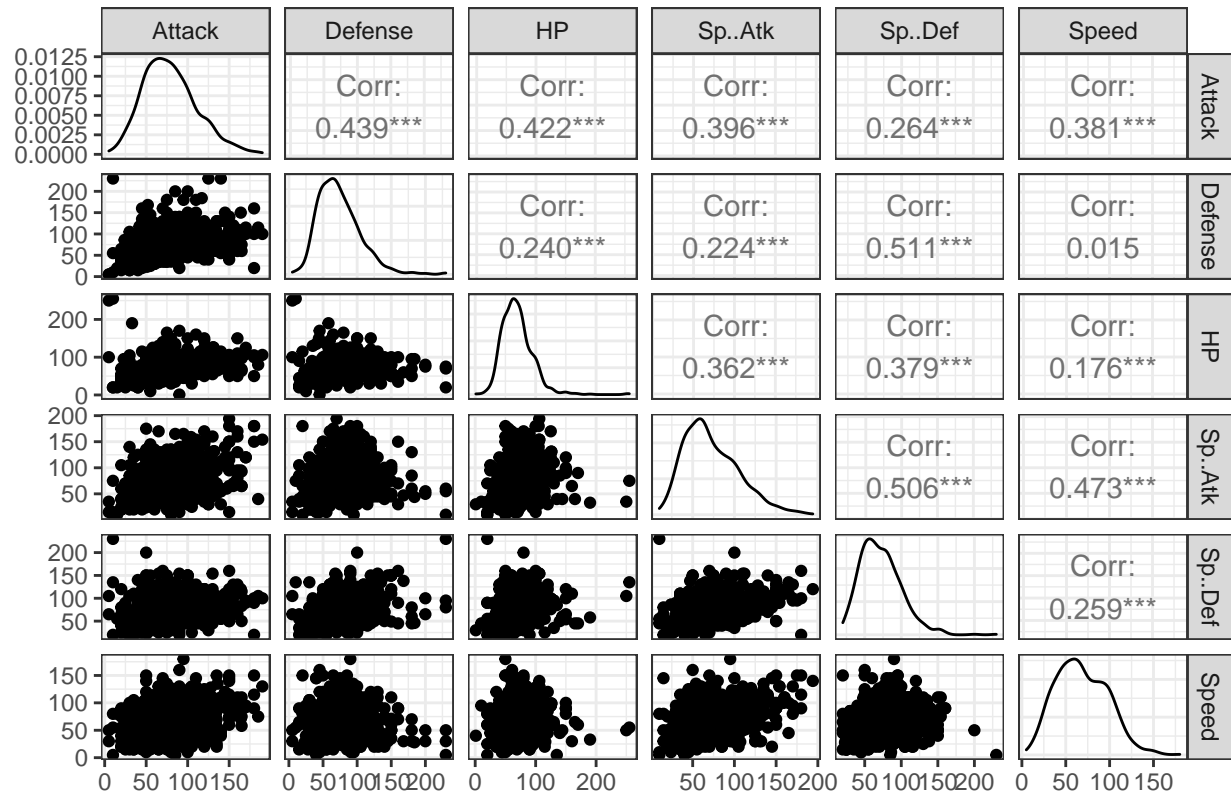 Attack Defense HP Sp..Atk Sp..Def Speed
0.0125
0.0100
0.0075
0.0050
0.0025
0.0000
Corr:
0.439***
Corr:
0.422***
Corr:
0.396***
Corr:
0.264***
Corr:
0.381***
Attack
200
150
100
50
0
Corr:
0.240***
Corr:
0.224***
Corr:
0.511***
Corr:
0.015
Defense
200
100
0
Corr:
0.362***
Corr:
0.379***
Corr:
0.176***
HP
200
150
100
50
Corr:
0.506***
Corr:
0.473***
Sp..Atk
200
150
100
50
Corr:
0.259***
Sp..Def
150
100
50
0
Speed
0 50 100 150 0 50 100 150 200 0 100 200 50 100 150 200 50 100 150 200 0 50 100 150